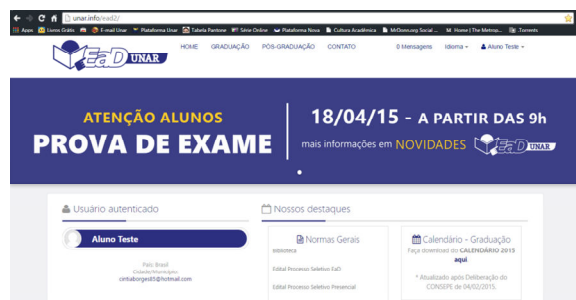 unar.info/ead2/
Apps
Livros Grátis
E-mail Unar
Plataforma Unar
Tabela Pantone
Série Online
Plataforma Nova
Cultura Acadêmica
MrOrners.org Social ...
Home | The Metrop...
.Torrents
EaD UNAR
HOME GRADUAÇÃO PÓS-GRADUAÇÃO CONTATO
0 Mensagens Idioma Aluno Teste
ATENÇÃO ALUNOS
PROVA DE EXAME
18/04/15 - A PARTIR DAS 9h
mais informações em NOVIDADES EaD UNAR
Usuário autenticado
Aluno Teste
País: Brasil
Cidade/Município:
cintiaborges85@hotmail.com
Nossos destaques
Normas Gerais
Biblioteca
Edital Processo Seletivo EaD
Edital Processo Seletivo Presencial
Calendário - Graduação
Faça download do CALENDÁRIO 2015
aqui
* Atualizado após Deliberação do
CONSEPE de 04/02/2015.